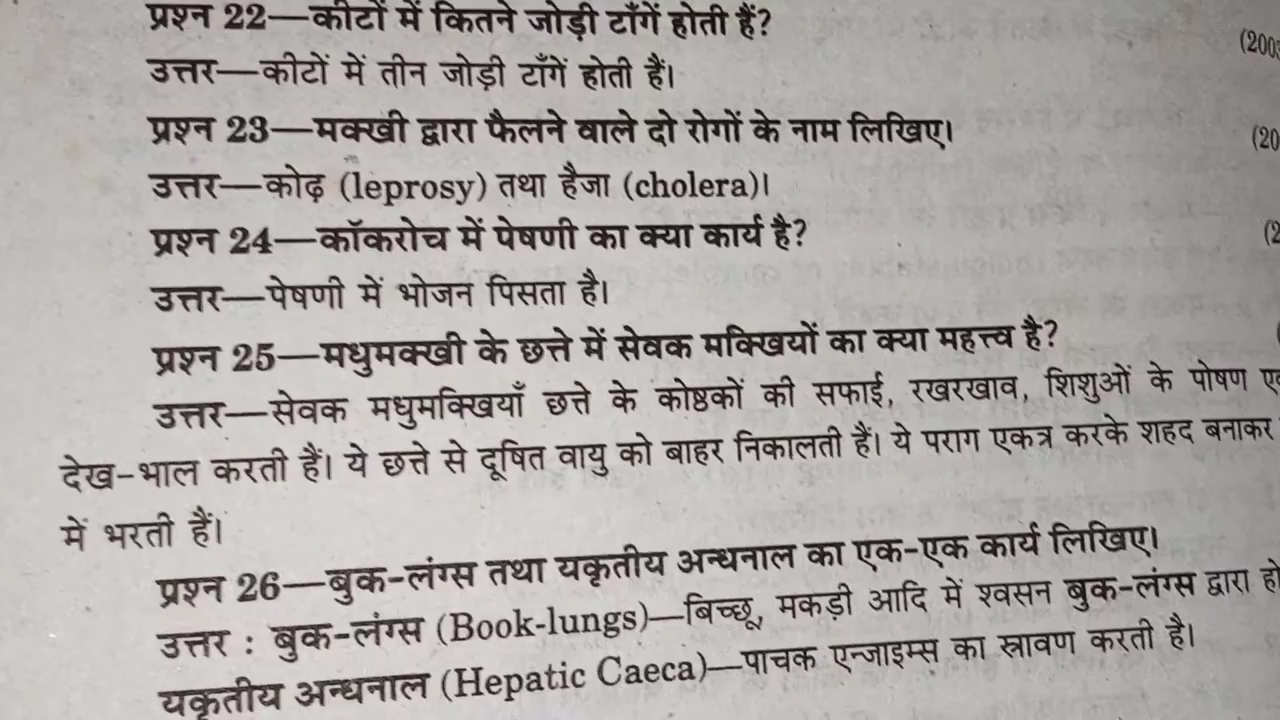 प्रश्न 22—कीटों में कितने जोड़ी टाँगें होती हैं?
(200
उत्तर—कीटों में तीन जोड़ी टाँगें होती हैं।
प्रश्न 23—मक्खी द्वारा फैलने वाले दो रोगों के नाम लिखिए।
(20
उत्तर—कोढ़ (leprosy) तथा हैजा (cholera)।
प्रश्न 24—कॉकरोच में पेषणी का क्या कार्य है?
(2
उत्तर—पेषणी में भोजन पिसता है।
प्रश्न 25—मधुमक्खी के छत्ते में सेवक मक्खियों का क्या महत्त्व है?
उत्तर—सेवक मधुमक्खियाँ छत्ते के कोष्ठकों की सफाई, रखरखाव, शिशुओं के पोषण
देख-भाल करती हैं। ये छत्ते से दूषित वायु को बाहर निकालती हैं। ये पराग एकत्र करके शहद बनाकर
में भरती हैं।
प्रश्न 26—बुक-लंग्स तथा यकृतीय अन्धनाल का एक-एक कार्य लिखिए।
उत्तर : बुक-लंग्स (Book-lungs)—बिच्छू, मकड़ी आदि में श्वसन बुक-लंग्स द्वारा
यकृतीय अन्धनाल (Hepatic Caeca)—पाचक एन्जाइम्स का स्रावण करती है।